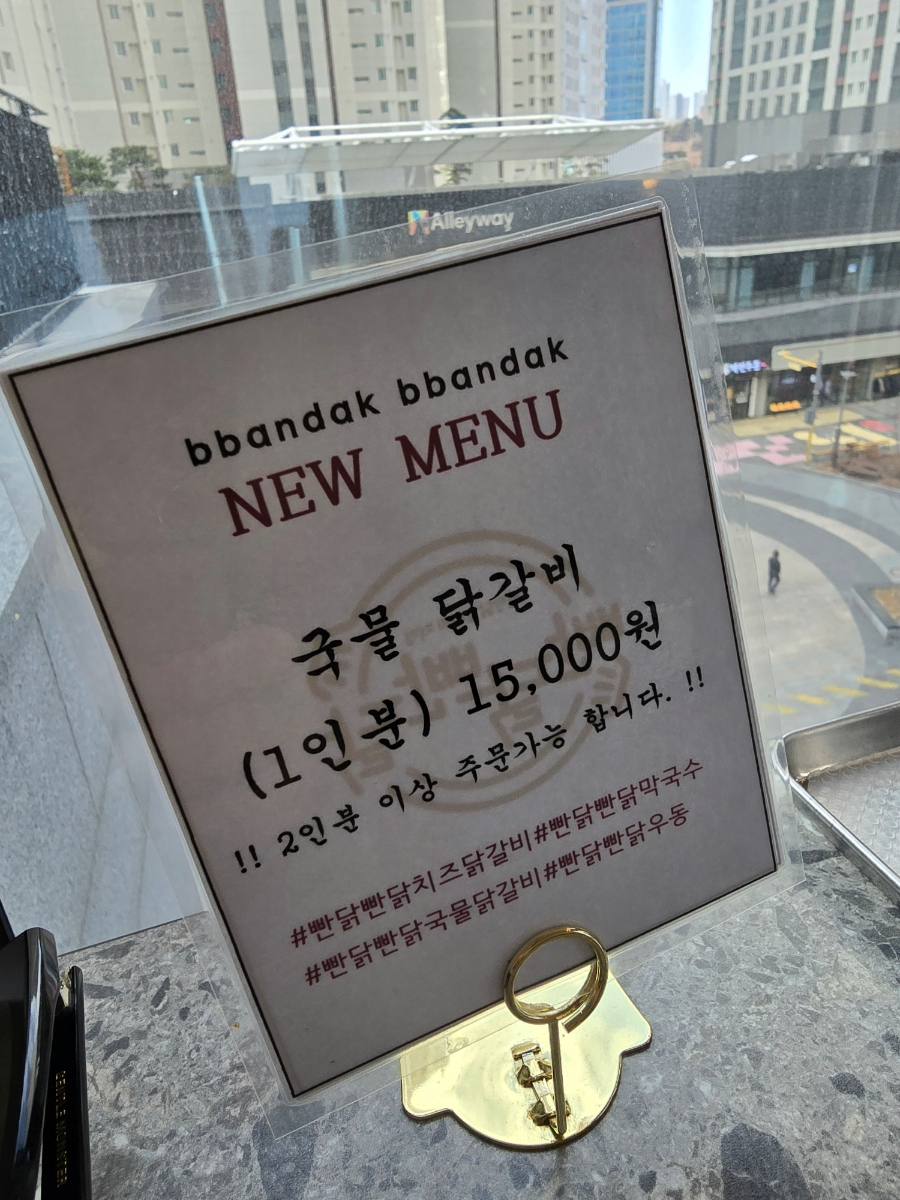 Alleyway
bbandak bbandak
NEW MENU
국물 닭갈비
(1인분) 15,000원
!! 2인분 이상 주문가능 합니다. !!
#빤닭빤닭치즈닭갈비#빤닭빤닭막국수
#빤닭빤닭국물닭갈비#빤닭빤닭우동
GENTLE MONSTER